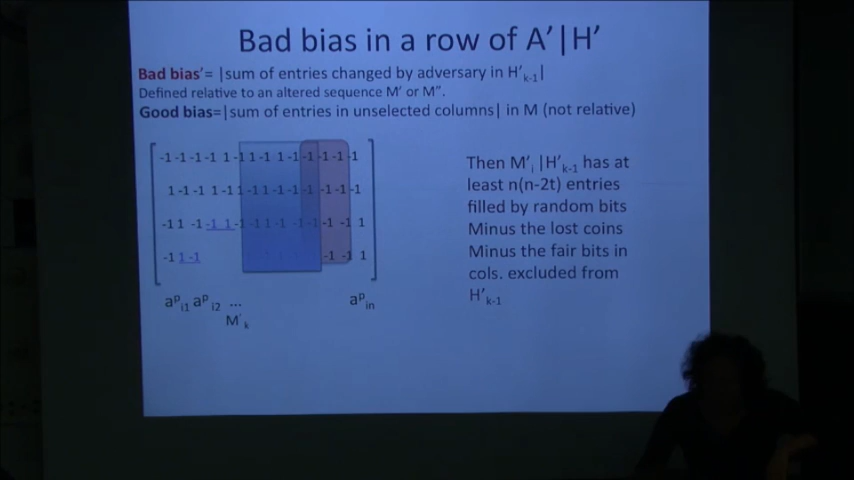 Bad bias in a row of A'|H'
Bad bias'= |sum of entries changed by adversary in H'k-1|
Defined relative to an altered sequence M' or M".
Good bias=|sum of entries in unselected columns| in M (not relative)
-1 -1 -1 -1 1 -1 1 -1 1 -1 -1 -1 -1 -1
1 -1 -1 1 -1 1 -1 1 -1 -1 -1 -1 -1
-1 1 -1 -1 1 -1 -1 1 -1 -1 -1 -1 -1 1
-1 1 -1 -1 -1 1
aᵖi1 aᵖi2 ... aᵖin
M'k
Then M'i|H'k-1 has at
least n(n-2t) entries
filled by random bits
Minus the lost coins
Minus the fair bits in
cols. excluded from
H'k-1